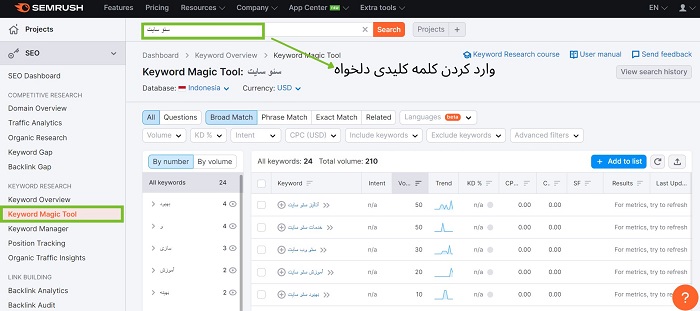 SEMRUSH Features Pricing Resources Company App Center new Extra tools EN
Projects
سئو سایت
Search
Projects +
SEO
SEO Dashboard
COMPETITIVE RESEARCH
Domain Overview
Traffic Analytics
Organic Research
Keyword Gap
Backlink Gap
KEYWORD RESEARCH
Keyword Overview
Keyword Magic Tool
Keyword Manager
Position Tracking
Organic Traffic Insights
LINK BUILDING
Backlink Analytics
Backlink Audit
Dashboard > Keyword Overview > Keyword Magic Tool
Keyword Research course User manual Send feedback
Keyword Magic Tool: سئو سایت
وارد کردن کلمه کلیدی دلخواه
View search history
Database: Indonesia Currency: USD
All Questions Broad Match Phrase Match Exact Match Related Languages beta
Volume KD % Intent CPC (USD) Include keywords Exclude keywords Advanced filters
By number By volume
All keywords: 24 Total volume: 210
+ Add to list
All keywords 24
بهبود 4
و 4
سازی 3
آموزش 2
بهینه 2
Keyword Intent Vo... Trend KD % CP... C. SF Results Last Upd...
آنالیز سئو سایت n/a 50 n/a 0.00 0.00 For metrics, try to refresh
خدمات سئو سایت n/a 50 n/a 0.00 0.00 For metrics, try to refresh
سئو وب سایت n/a 30 n/a 0.00 0.00 For metrics, try to refresh
آموزش سئو سایت n/a 20 n/a 0.00 0.00 For metrics, try to refresh
بهبود سئو سایت n/a 10 n/a 0.00 0.00 For metrics, try to refresh
?